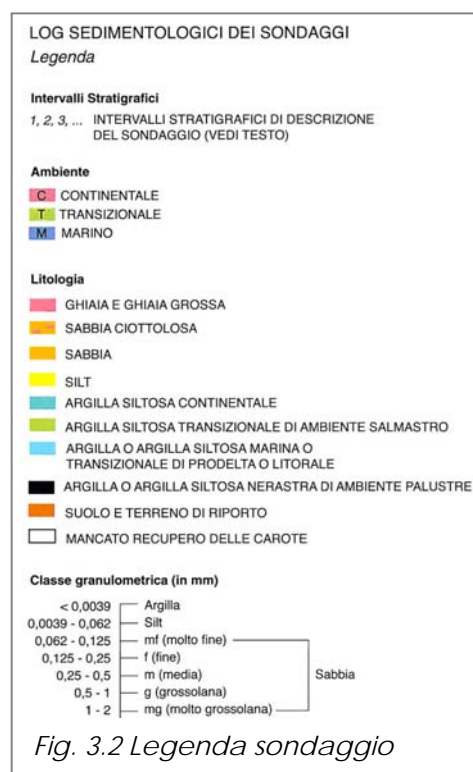 LOG SEDIMENTOLOGICI DEI SONDAGGI
Legenda
Intervalli Stratigrafici
1, 2, 3, ... INTERVALLI STRATIGRAFICI DI DESCRIZIONE
DEL SONDAGGIO (VEDI TESTO)
Ambiente
C CONTINENTALE
T TRANSIZIONALE
M MARINO
Litologia
GHIAIA E GHIAIA GROSSA
SABBIA CIOTTOLOSA
SABBIA
SILT
ARGILLA SILTOSA CONTINENTALE
ARGILLA SILTOSA TRANSIZIONALE DI AMBIENTE SALMASTRO
ARGILLA O ARGILLA SILTOSA MARINA O
TRANSIZIONALE DI PRODELTA O LITORALE
ARGILLA O ARGILLA SILTOSA NERASTRA DI AMBIENTE PALUSTRE
SUOLO E TERRENO DI RIPORTO
MANCATO RECUPERO DELLE CAROTE
Classe granulometrica (in mm)
< 0,0039 Argilla
0,0039 - 0,062 Silt
0,062 - 0,125 mf (molto fine)
0,125 - 0,25 f (fine)
0,25 - 0,5 m (media) Sabbia
0,5 - 1 g (grossolana)
1 - 2 mg (molto grossolana)
Fig. 3.2 Legenda sondaggio